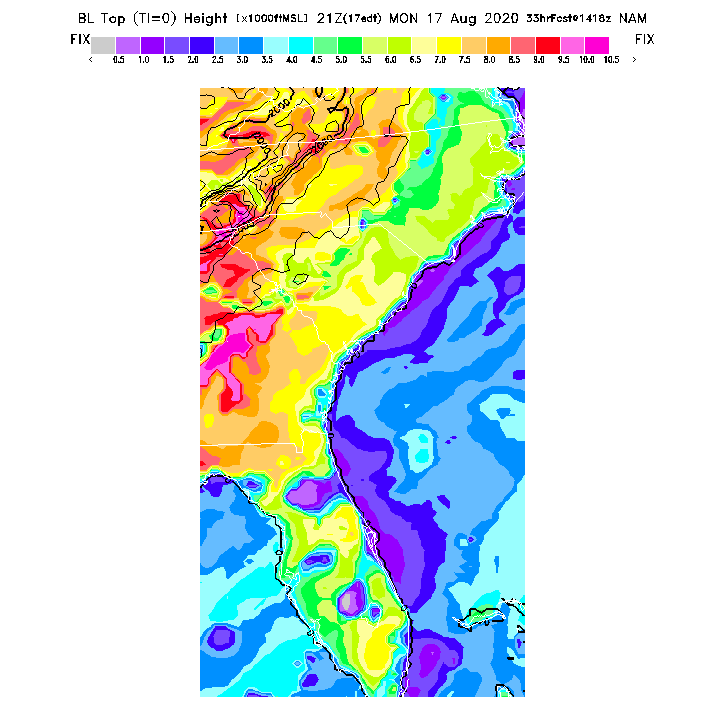 BL Top (TI=0) Height [x1000ftMSL] 21Z(17edt) MON 17 Aug 2020 33hrFcst@1418z NAM
FIX FIX
< 0.5 1.0 1.5 2.0 2.5 3.0 3.5 4.0 4.5 5.0 5.5 6.0 6.5 7.0 7.5 8.0 8.5 9.0 9.5 10.0 10.5 >
2000